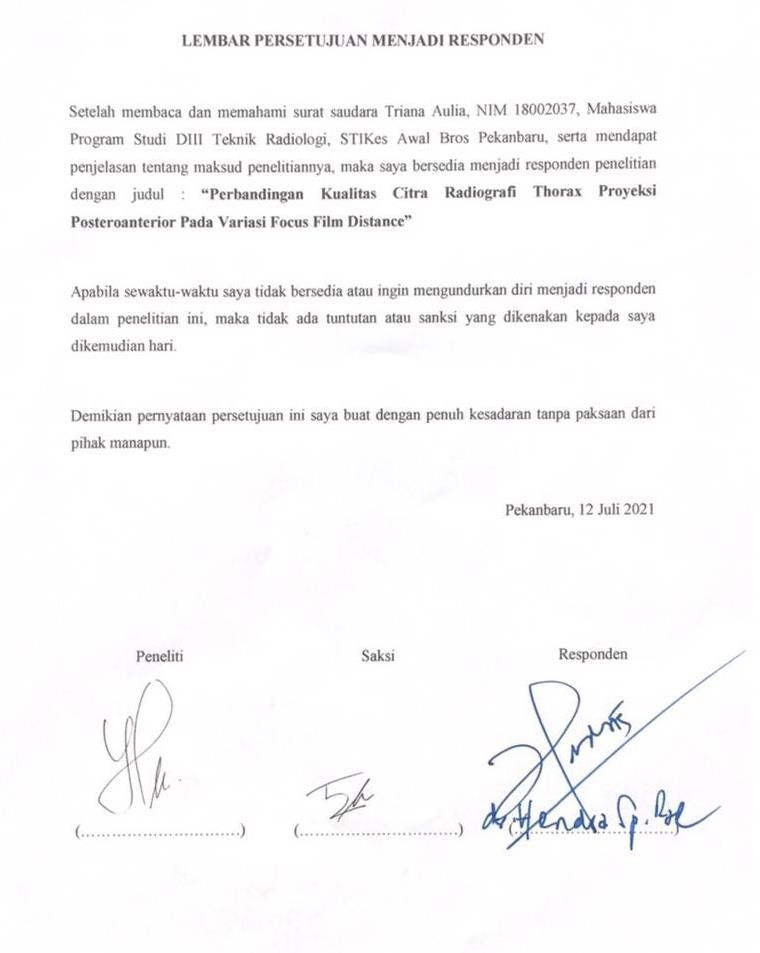 LEMBAR PERSETUJUAN MENJADI RESPONDEN
Setelah membaca dan memahami surat saudara Triana Aulia, NIM 18002037, Mahasiswa
Program Studi DIII Teknik Radiologi, STIKes Awal Bros Pekanbaru, serta mendapat
penjelasan tentang maksud penelitiannya, maka saya bersedia menjadi responden penelitian
dengan judul : “Perbandingan Kualitas Citra Radiografi Thorax Proyeksi
Posteroanterior Pada Variasi Focus Film Distance”
Apabila sewaktu-waktu saya tidak bersedia atau ingin mengundurkan diri menjadi responden
dalam penelitian ini, maka tidak ada tuntutan atau sanksi yang dikenakan kepada saya
dikemudian hari.
Demikian pernyataan persetujuan ini saya buat dengan penuh kesadaran tanpa paksaan dari
pihak manapun.
Pekanbaru, 12 Juli 2021
Peneliti Saksi Responden
(............................) (............................) dr. Hendra Sp. Rad